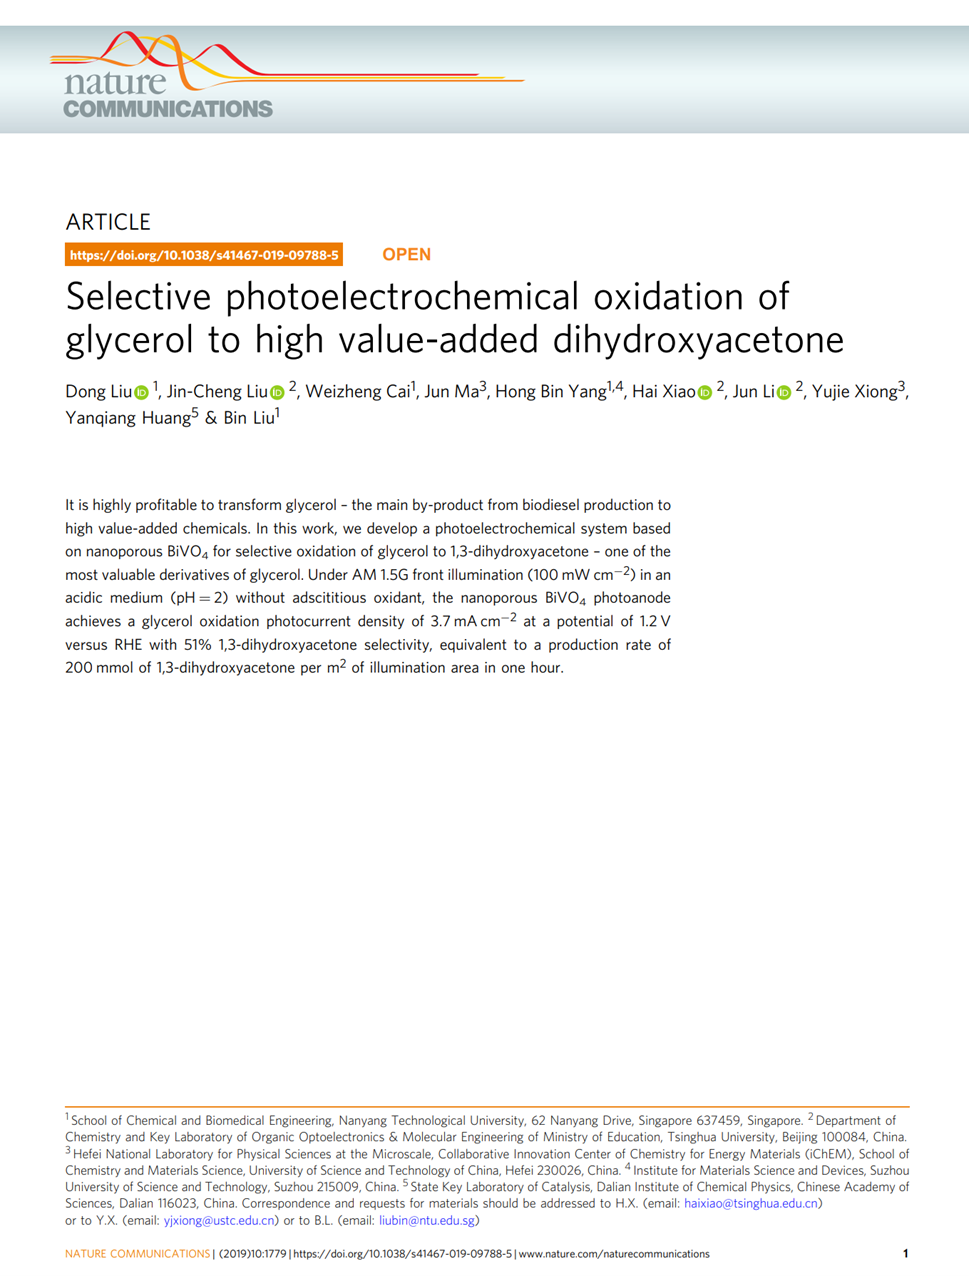 nature
COMMUNICATIONS
ARTICLE
https://doi.org/10.1038/s41467-019-09788-5 OPEN
Selective photoelectrochemical oxidation of
glycerol to high value-added dihydroxyacetone
Dong Liu iD 1, Jin-Cheng Liu iD 2, Weizheng Cai1, Jun Ma3, Hong Bin Yang1,4, Hai Xiao iD 2, Jun Li iD 2, Yujie Xiong3,
Yanqiang Huang5 & Bin Liu1
It is highly profitable to transform glycerol – the main by-product from biodiesel production to
high value-added chemicals. In this work, we develop a photoelectrochemical system based
on nanoporous BiVO4 for selective oxidation of glycerol to 1,3-dihydroxyacetone – one of the
most valuable derivatives of glycerol. Under AM 1.5G front illumination (100 mW cm−2) in an
acidic medium (pH = 2) without adscititious oxidant, the nanoporous BiVO4 photoanode
achieves a glycerol oxidation photocurrent density of 3.7 mA cm−2 at a potential of 1.2 V
versus RHE with 51% 1,3-dihydroxyacetone selectivity, equivalent to a production rate of
200 mmol of 1,3-dihydroxyacetone per m2 of illumination area in one hour.
1 School of Chemical and Biomedical Engineering, Nanyang Technological University, 62 Nanyang Drive, Singapore 637459, Singapore. 2 Department of
Chemistry and Key Laboratory of Organic Optoelectronics & Molecular Engineering of Ministry of Education, Tsinghua University, Beijing 100084, China.
3 Hefei National Laboratory for Physical Sciences at the Microscale, Collaborative Innovation Center of Chemistry for Energy Materials (iChEM), School of
Chemistry and Materials Science, University of Science and Technology of China, Hefei 230026, China. 4 Institute for Materials Science and Devices, Suzhou
University of Science and Technology, Suzhou 215009, China. 5 State Key Laboratory of Catalysis, Dalian Institute of Chemical Physics, Chinese Academy of
Sciences, Dalian 116023, China. Correspondence and requests for materials should be addressed to H.X. (email: haixiao@tsinghua.edu.cn)
or to Y.X. (email: yjxiong@ustc.edu.cn) or to B.L. (email: liubin@ntu.edu.sg)
NATURE COMMUNICATIONS | (2019)10:1779 | https://doi.org/10.1038/s41467-019-09788-5 | www.nature.com/naturecommunications 1